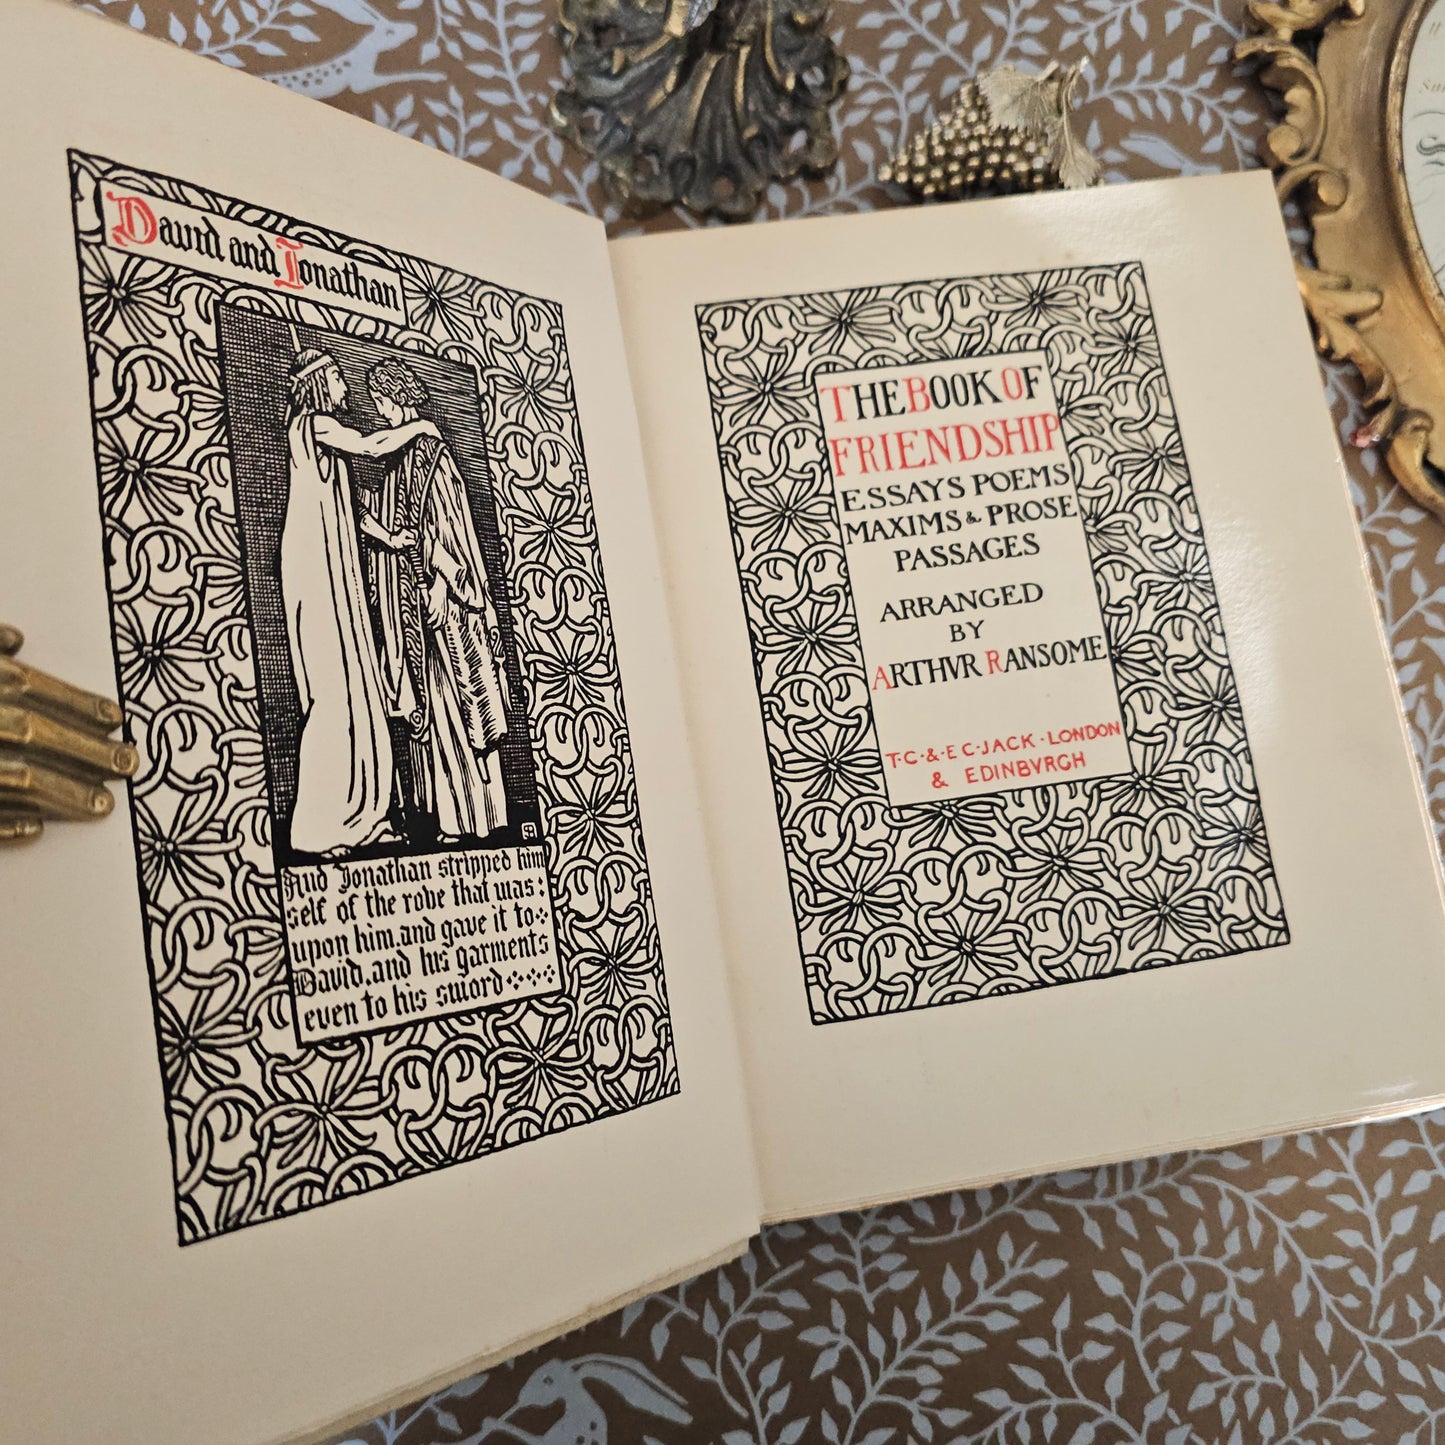 David and Jonathan
And Jonathan stripped him
self of the robe that was:
upon him, and gave it to
David, and his garments
even to his sword
THE BOOK OF
FRIENDSHIP
ESSAYS POEMS
MAXIMS & PROSE
PASSAGES
ARRANGED
BY
ARTHVR RANSOME
T·C·&·E C·JACK·LONDON
& EDINBVRGH